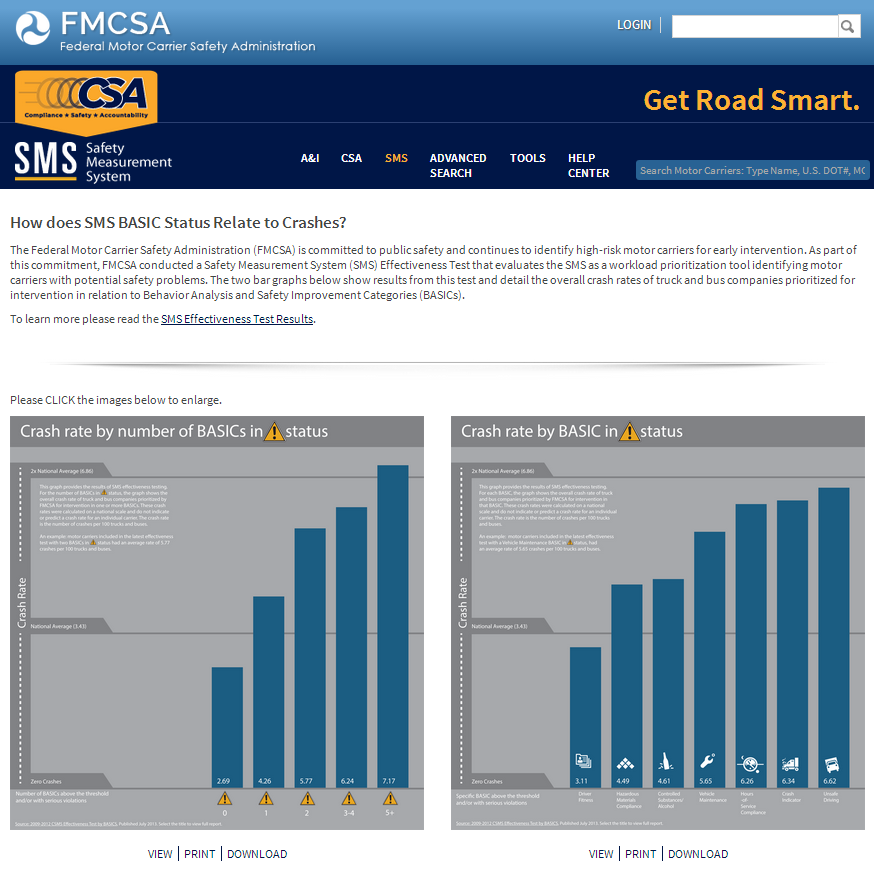 FMCSA
Federal Motor Carrier Safety Administration
LOGIN
CSA
Compliance ★ Safety ★ Accountability
Get Road Smart.
SMS Safety
Measurement
System
A&I CSA SMS ADVANCED SEARCH TOOLS HELP CENTER
Search Motor Carriers: Type Name, U.S. DOT#, MC
How does SMS BASIC Status Relate to Crashes?
The Federal Motor Carrier Safety Administration (FMCSA) is committed to public safety and continues to identify high-risk motor carriers for early intervention. As part of
this commitment, FMCSA conducted a Safety Measurement System (SMS) Effectiveness Test that evaluates the SMS as a workload prioritization tool identifying motor
carriers with potential safety problems. The two bar graphs below show results from this test and detail the overall crash rates of truck and bus companies prioritized for
intervention in relation to Behavior Analysis and Safety Improvement Categories (BASICs).
To learn more please read the SMS Effectiveness Test Results.
Please CLICK the images below to enlarge.
Crash rate by number of BASICs in status
2x National Average (6.86)
This graph provides the results of SMS effectiveness testing.
For the number of BASICs in status, the graph shows the
overall crash rate of truck and bus companies prioritized by
FMCSA for intervention in one or more BASICs. These crash
rates were calculated on a national scale and do not indicate
or predict a crash rate for an individual carrier. The crash rate
is the number of crashes per 100 trucks and buses.
An example: motor carriers included in the latest effectiveness
test with two BASICs in status had an average rate of 5.77
crashes per 100 trucks and buses.
Crash Rate
National Average (3.43)
Zero Crashes
2.69 4.26 5.77 6.24 7.17
Number of BASICs above the threshold
and/or with serious violations
0 1 2 3-4 5+
Source: 2009-2012 CSMS Effectiveness Test by BASICS, Published July 2013. Select the title to view full report.
VIEW | PRINT | DOWNLOAD
Crash rate by BASIC in status
2x National Average (6.86)
This graph provides the results of SMS effectiveness testing.
For each BASIC, the graph shows the overall crash rate of truck
and bus companies prioritized by FMCSA for intervention in
that BASIC. These crash rates were calculated on a national
scale and do not indicate or predict a crash rate for an individual
carrier. The crash rate is the number of crashes per 100 trucks
and buses.
An example: motor carriers included in the latest effectiveness
test with a Vehicle Maintenance BASIC in status, had
an average rate of 5.65 crashes per 100 trucks and buses.
Crash Rate
National Average (3.43)
Zero Crashes
3.11 4.49 4.61 5.65 6.26 6.34 6.62
Specific BASIC above the threshold
and/or with serious violations
Driver Fitness
Hazardous Materials Compliance
Controlled Substances/ Alcohol
Vehicle Maintenance
Hours -of- Service Compliance
Crash Indicator
Unsafe Driving
Source: 2009-2012 CSMS Effectiveness Test by BASICS, Published July 2013. Select the title to view full report.
VIEW | PRINT | DOWNLOAD